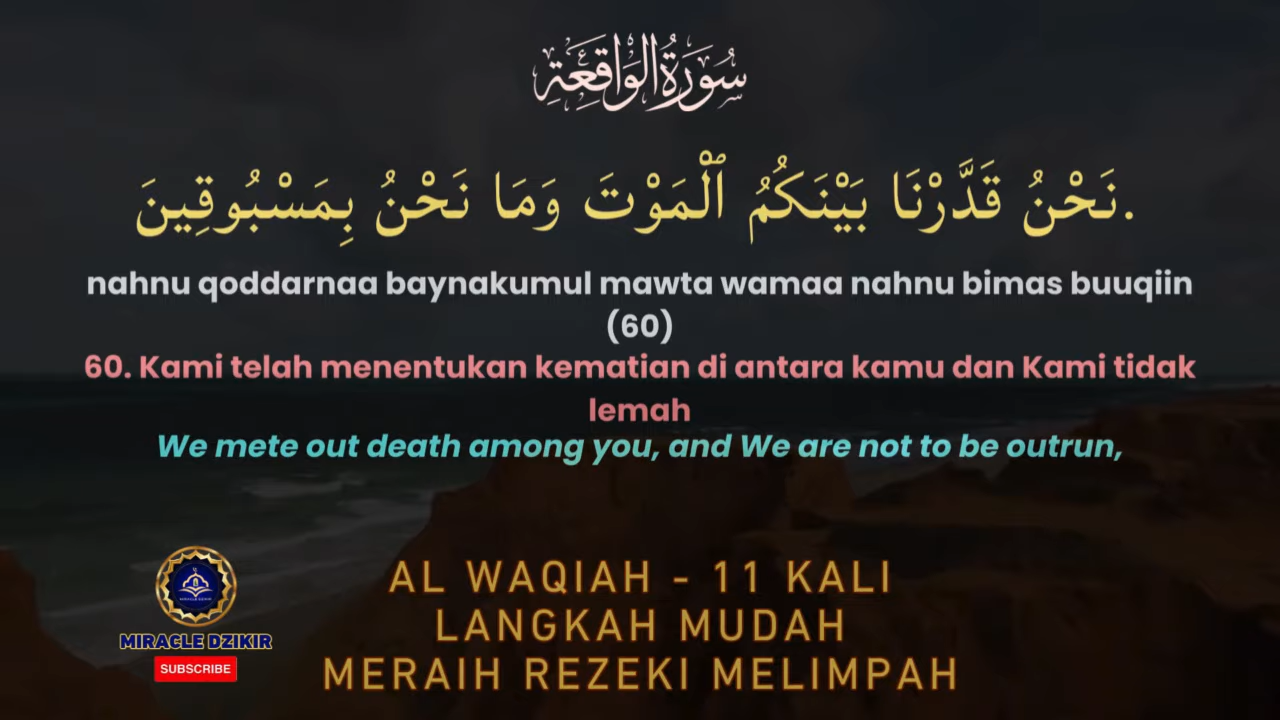 سُورَةُ الوَاقِعَةِ
نَحْنُ قَدَّرْنَا بَيْنَكُمُ ٱلْمَوْتَ وَمَا نَحْنُ بِمَسْبُوقِينَ.
nahnu qoddarnaa baynakumul mawta wamaa nahnu bimas buuqiin
(60)
60. Kami telah menentukan kematian di antara kamu dan Kami tidak
lemah
We mete out death among you, and We are not to be outrun,
AL WAQIAH - 11 KALI
LANGKAH MUDAH
MERAIH REZEKI MELIMPAH
MIRACLE DZIKIR
MIRACLE DZIKIR
SUBSCRIBE